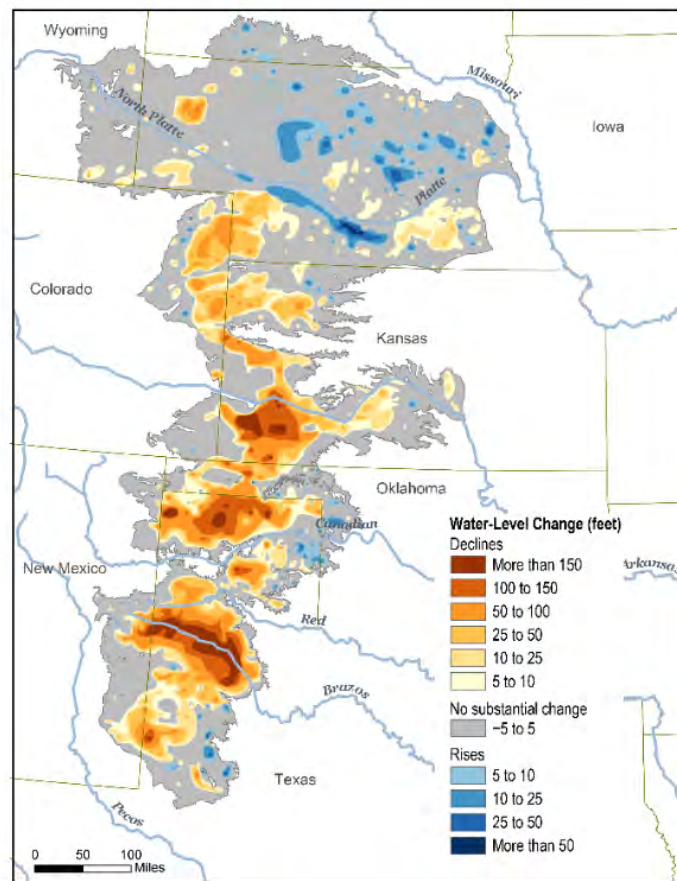 Wyoming
Missouri
North Platte
Iowa
Platte
Colorado
Kansas
Oklahoma
Canadian
New Mexico
Arkansas
Red
Brazos
Texas
Pecos
Water-Level Change (feet)
Declines
More than 150
100 to 150
50 to 100
25 to 50
10 to 25
5 to 10
No substantial change
−5 to 5
Rises
5 to 10
10 to 25
25 to 50
More than 50
0 50 100
Miles